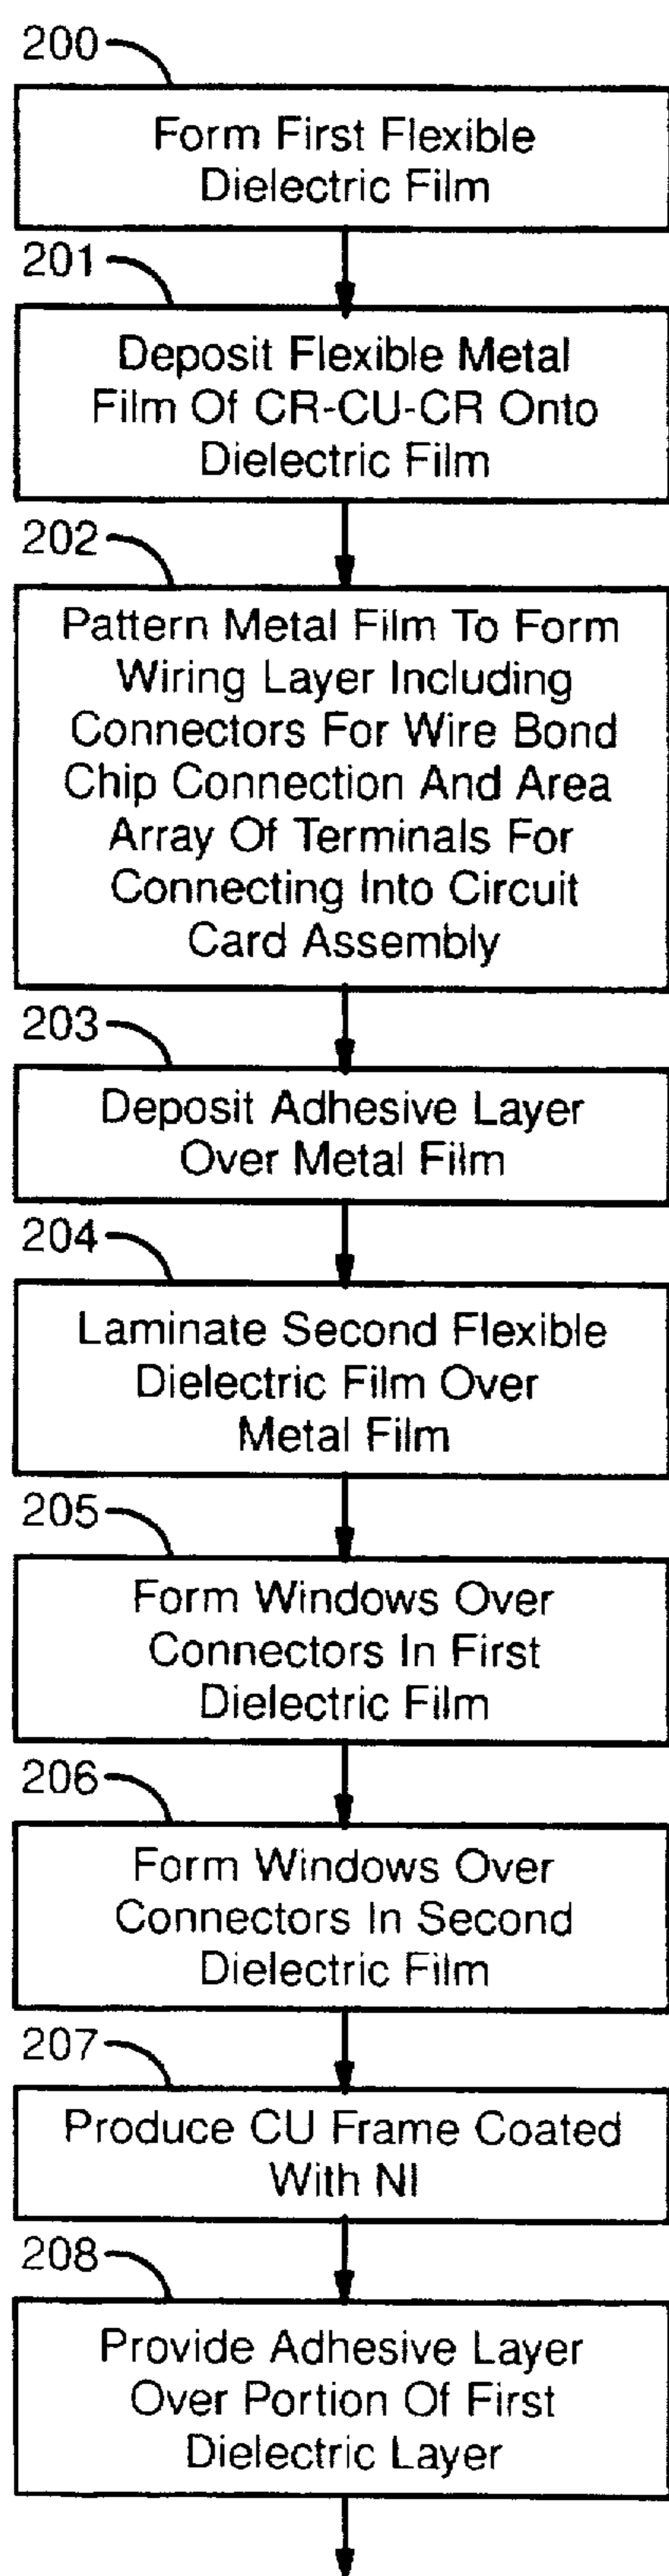 200
Form First Flexible
Dielectric Film
201
Deposit Flexible Metal
Film Of CR-CU-CR Onto
Dielectric Film
202
Pattern Metal Film To Form
Wiring Layer Including
Connectors For Wire Bond
Chip Connection And Area
Array Of Terminals For
Connecting Into Circuit
Card Assembly
203
Deposit Adhesive Layer
Over Metal Film
204
Laminate Second Flexible
Dielectric Film Over
Metal Film
205
Form Windows Over
Connectors In First
Dielectric Film
206
Form Windows Over
Connectors In Second
Dielectric Film
207
Produce CU Frame Coated
With NI
208
Provide Adhesive Layer
Over Portion Of First
Dielectric Layer